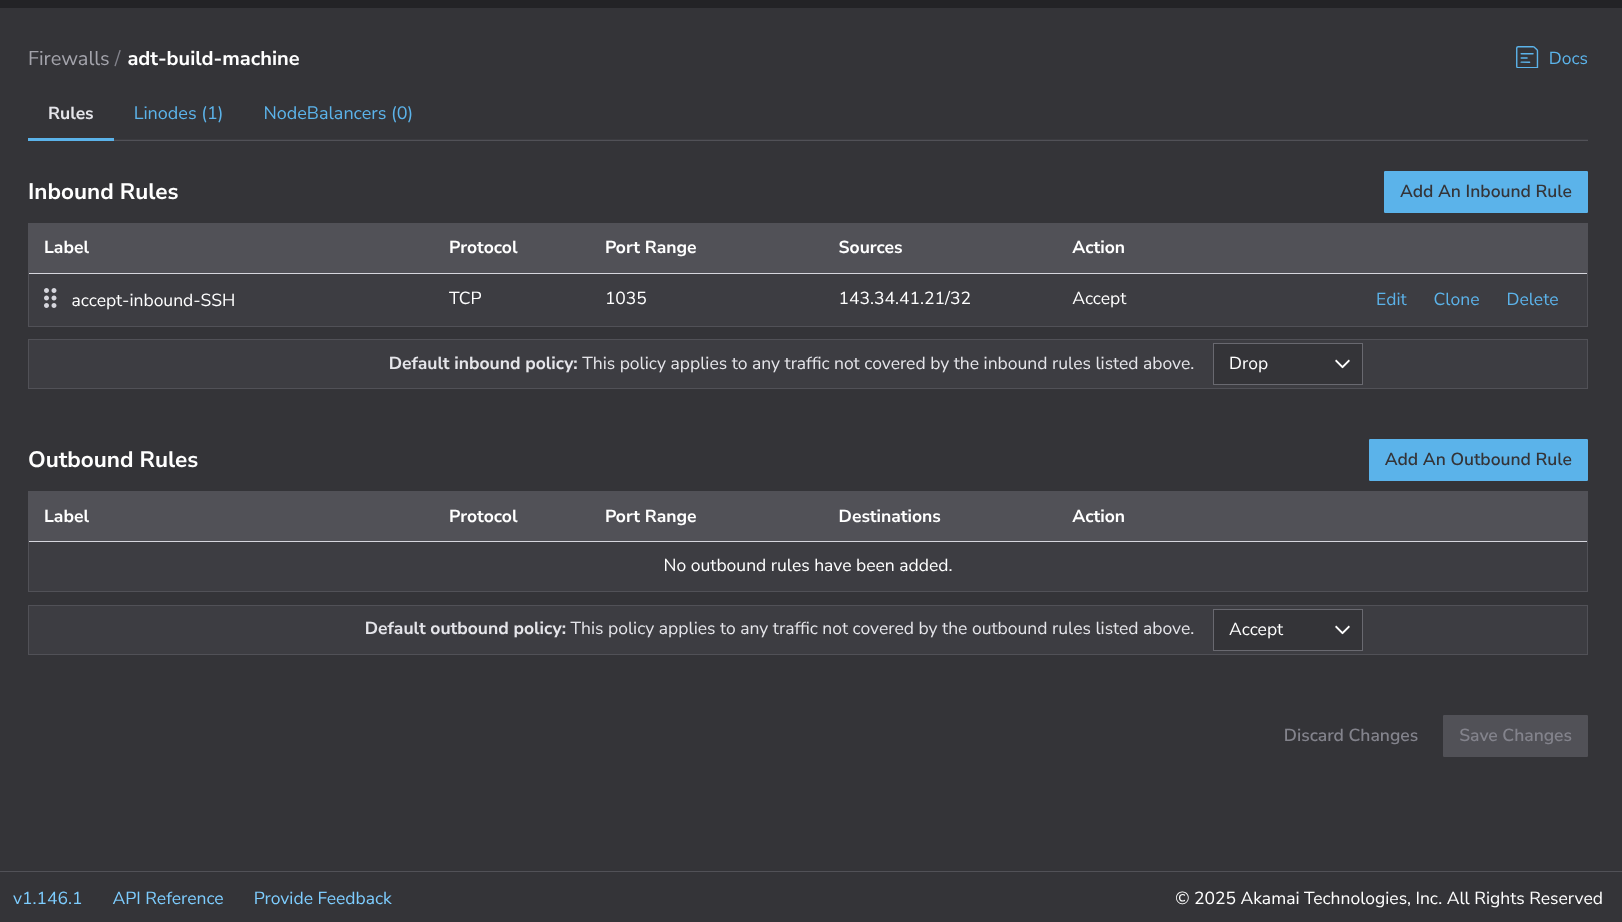 Firewalls / adt-build-machine
Docs
Rules
Linodes (1)
NodeBalancers (0)
Inbound Rules
Add An Inbound Rule
Label Protocol Port Range Sources Action
accept-inbound-SSH TCP 1035 143.34.41.21/32 Accept Edit Clone Delete
Default inbound policy: This policy applies to any traffic not covered by the inbound rules listed above. Drop
Outbound Rules
Add An Outbound Rule
Label Protocol Port Range Destinations Action
No outbound rules have been added.
Default outbound policy: This policy applies to any traffic not covered by the outbound rules listed above. Accept
Discard Changes Save Changes
v1.146.1 API Reference Provide Feedback © 2025 Akamai Technologies, Inc. All Rights Reserved